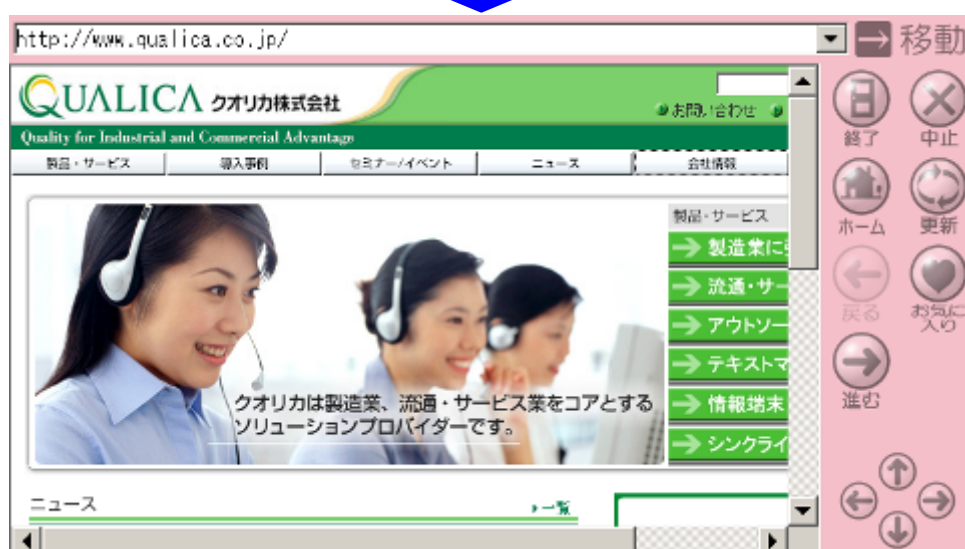 http://www.qualica.co.jp/
移動
QUALICA クオリカ株式会社
お問い合わせ
Quality for Industrial and Commercial Advantage
製品・サービス
導入事例
セミナー/イベント
ニュース
会社情報
終了
中止
ホーム
更新
戻る
お気に入り
進む
製品・サービス
製造業に
流通・サー
アウトソー
テキストマ
情報端末
シンクライ
クオリカは製造業、流通・サービス業をコアとする
ソリューションプロバイダーで す。
ニュース
一覧